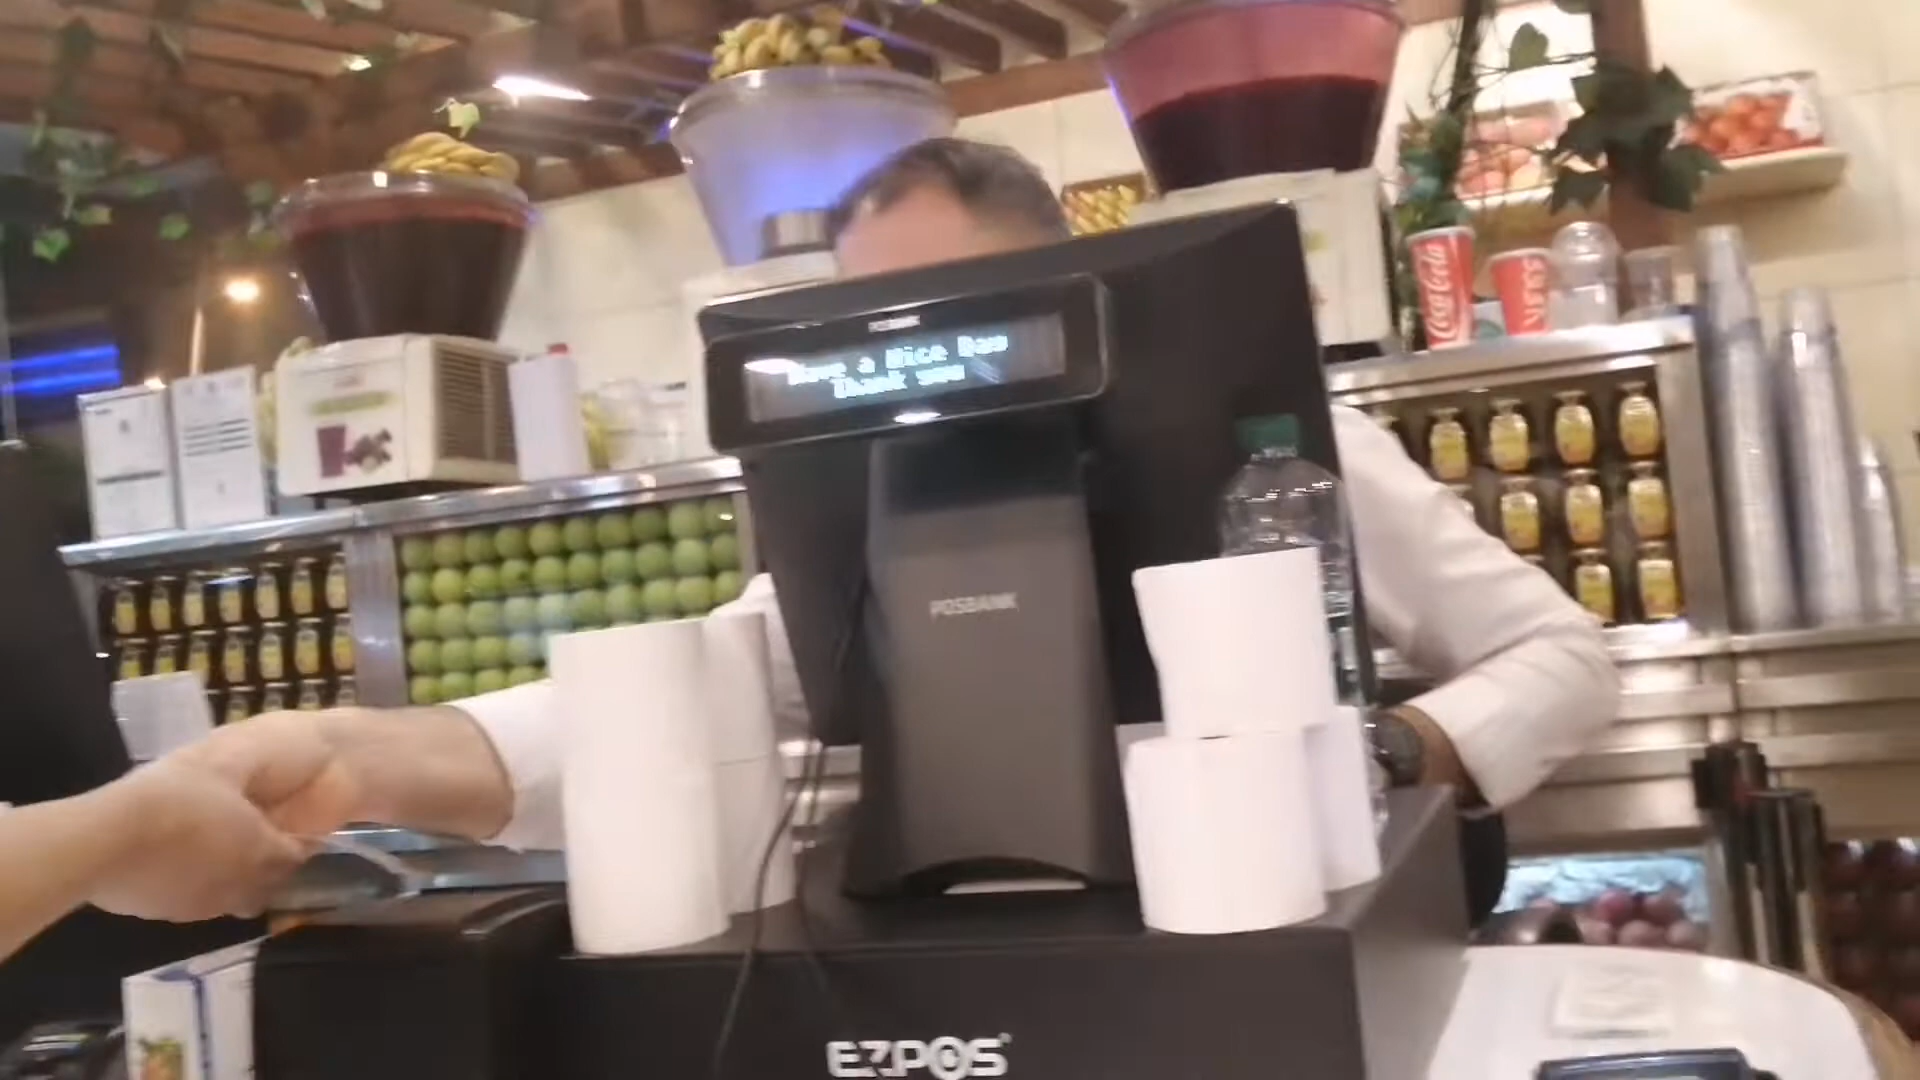 POSBANK
Have a Nice Day
Thank you
Coca-Cola
POSBANK
EZPOS